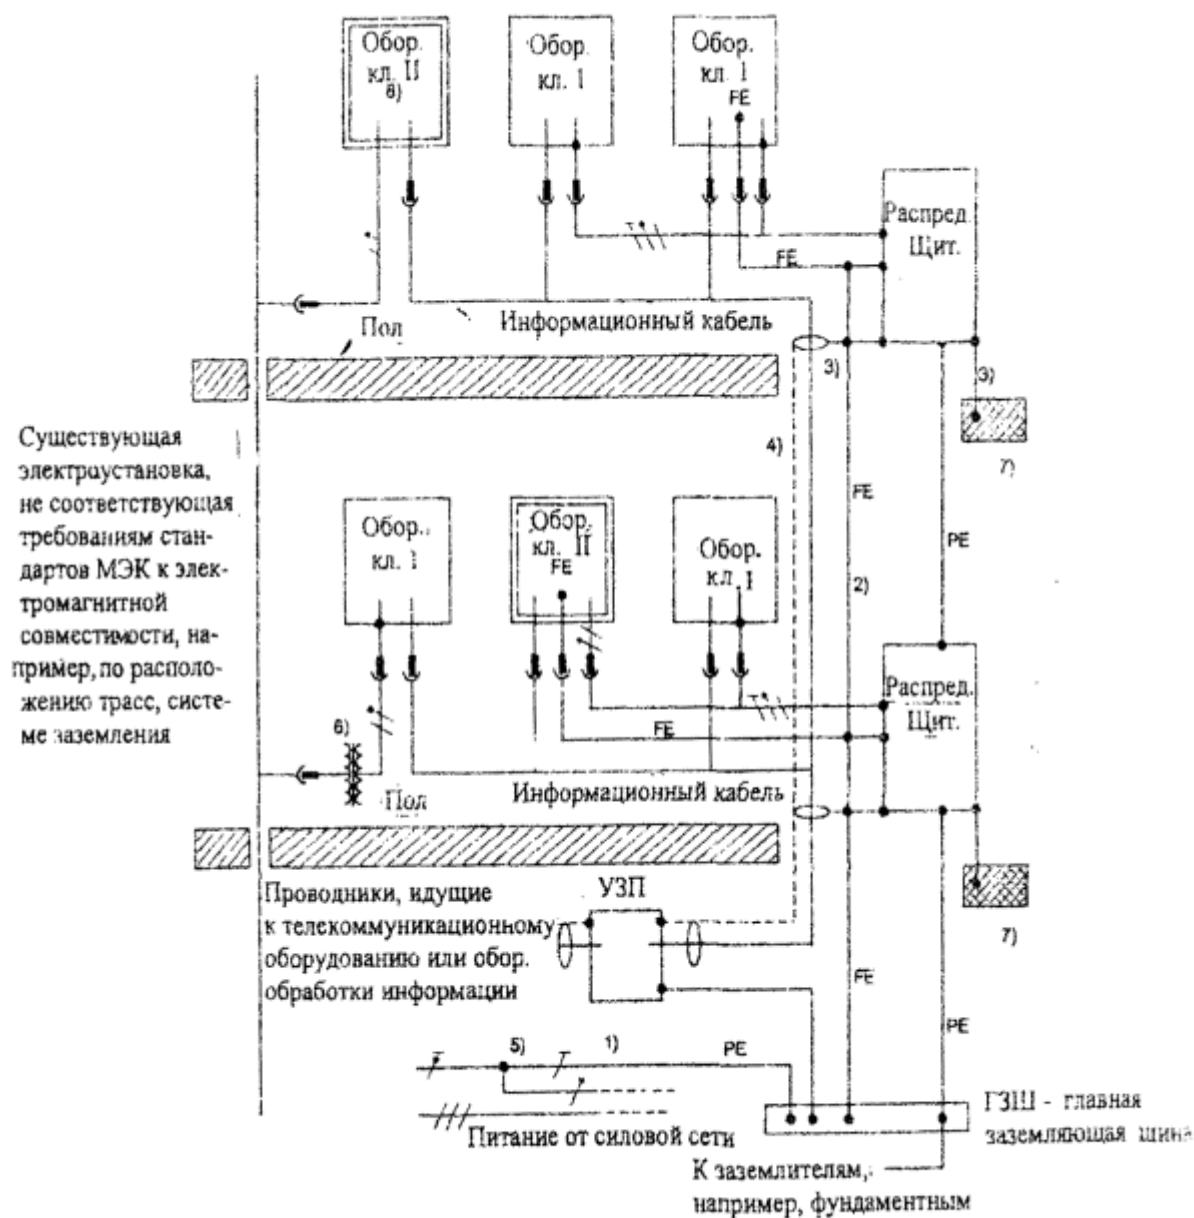 Обор.
кл. II
8)
Обор.
кл. I
Обор.
кл. I
FE
Распред.
Щит.
FE
Пол
Информационный кабель
3)
3)
4)
7)
Существующая
электроустановка,
не соответствующая
требованиям стан-
дартов МЭК к элек-
тромагнитной
совместимости, на-
пример, по располо-
жению трасс, систе-
ме заземления
FE
PE
2)
Обор.
кл. I
Обор.
кл. II
FE
Обор.
кл. I
Распред.
Щит.
FE
6)
Пол
Информационный кабель
7)
Проводники, идущие
к телекоммуникационному
оборудованию или обор.
обработки информации
УЗП
FE
PE
5)
1)
PE
Питание от силовой сети
ГЗШ - главная
заземляющая шина
К заземлителям,
например, фундаментным